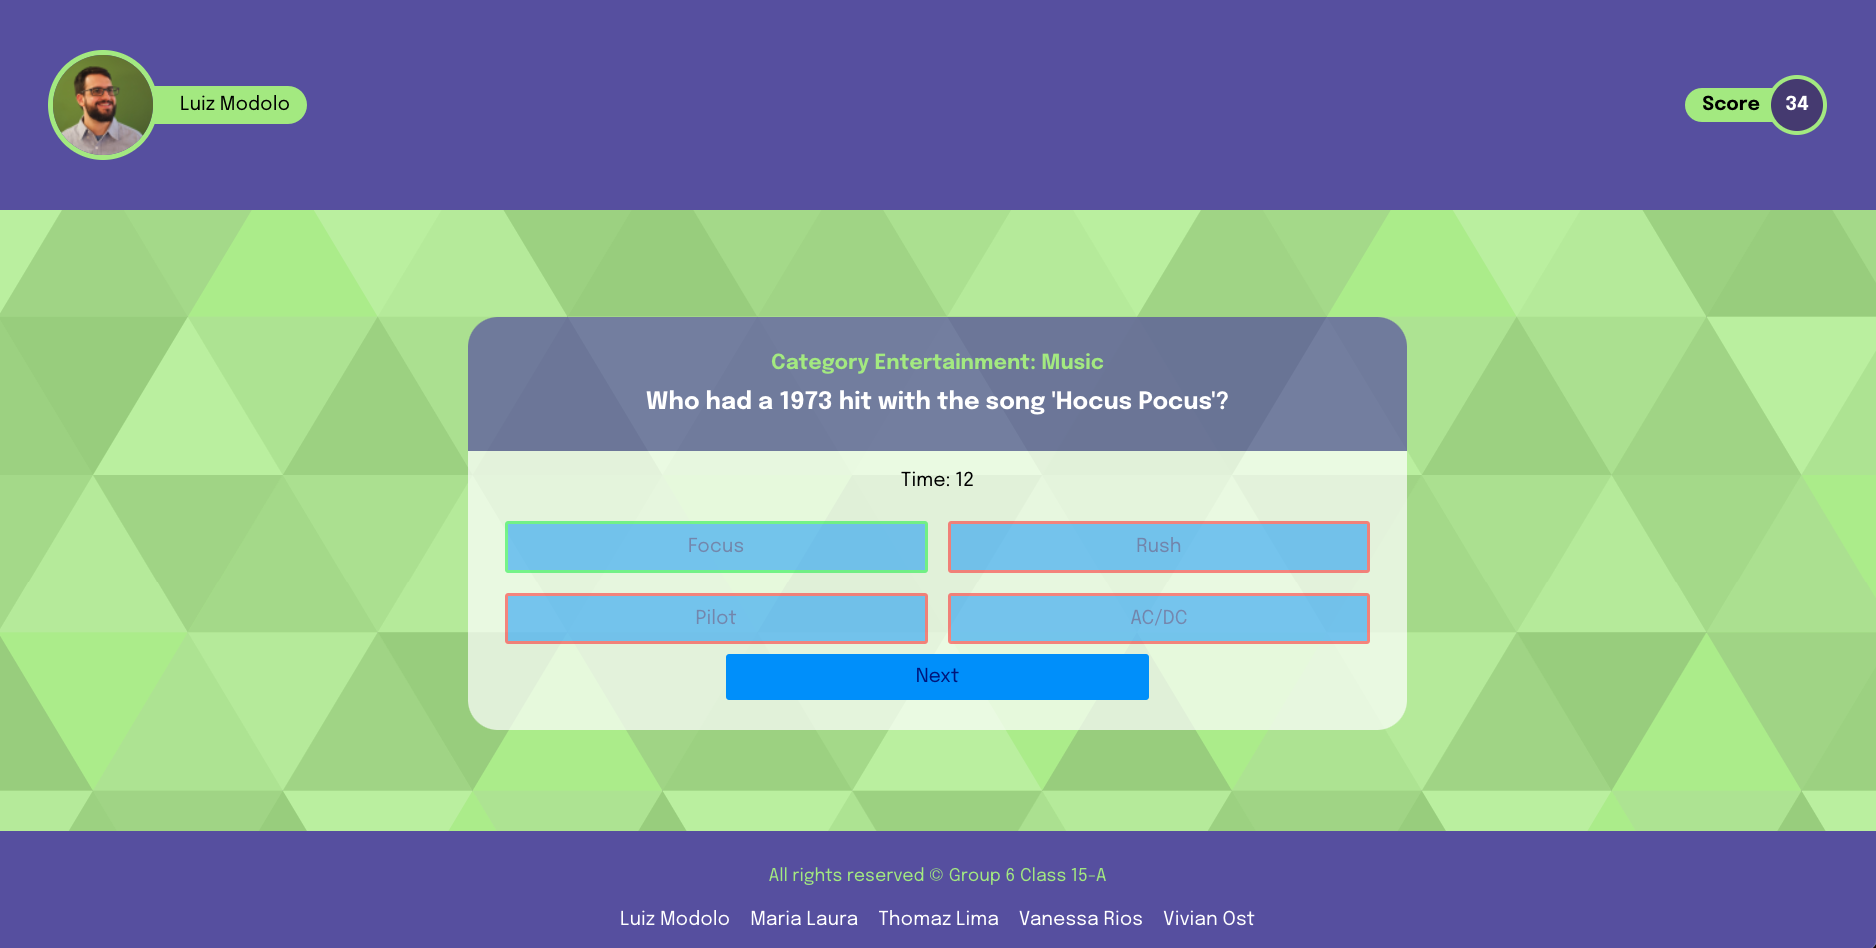 Luiz Modolo
Score 34
Category Entertainment: Music
Who had a 1973 hit with the song 'Hocus Pocus'?
Time: 12
Focus
Rush
Pilot
AC/DC
Next
All rights reserved © Group 6 Class 15-A
Luiz Modolo Maria Laura Thomaz Lima Vanessa Rios Vivian Ost